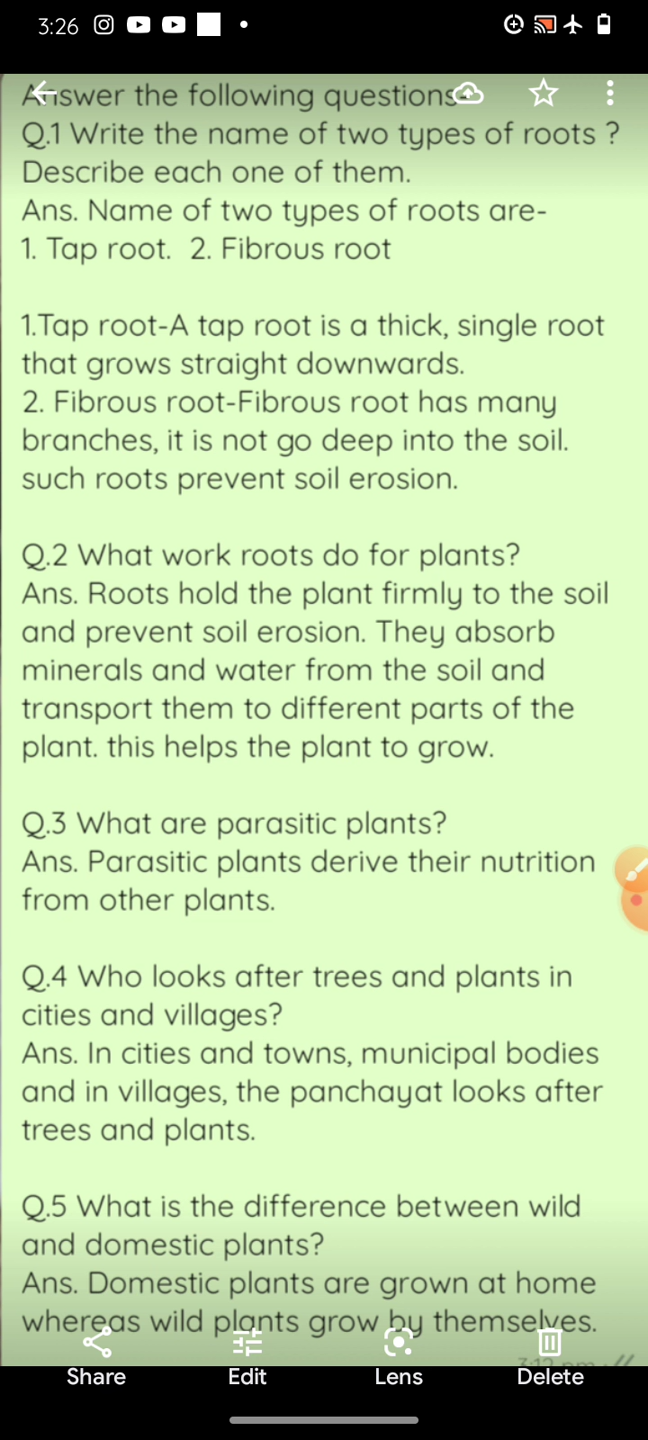 3:26
Answer the following questions-
Q.1 Write the name of two types of roots ?
Describe each one of them.
Ans. Name of two types of roots are-
1. Tap root.  2. Fibrous root
1.Tap root-A tap root is a thick, single root
that grows straight downwards.
2. Fibrous root-Fibrous root has many
branches, it is not go deep into the soil.
such roots prevent soil erosion.
Q.2 What work roots do for plants?
Ans. Roots hold the plant firmly to the soil
and prevent soil erosion. They absorb
minerals and water from the soil and
transport them to different parts of the
plant. this helps the plant to grow.
Q.3 What are parasitic plants?
Ans. Parasitic plants derive their nutrition
from other plants.
Q.4 Who looks after trees and plants in
cities and villages?
Ans. In cities and towns, municipal bodies
and in villages, the panchayat looks after
trees and plants.
Q.5 What is the difference between wild
and domestic plants?
Ans. Domestic plants are grown at home
whereas wild plants grow by themselves.
3:12 pm
Share Edit Lens Delete